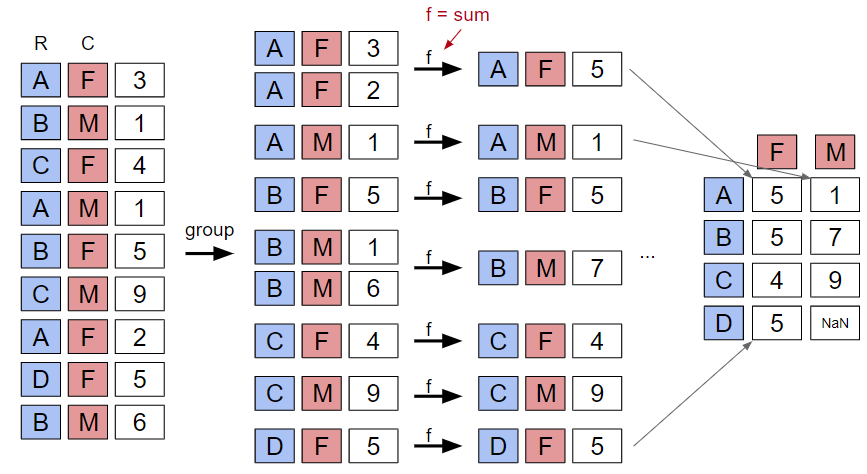 R C
A F 3
B M 1
C F 4
A M 1
B F 5
C M 9
A F 2
D F 5
B M 6
group
A F 3
A F 2
A M 1
B F 5
B M 1
B M 6
C F 4
C M 9
D F 5
f = sum
f
f
f
f
f
f
f
A F 5
A M 1
B F 5
B M 7
C F 4
C M 9
D F 5
...
F M
A 5 1
B 5 7
C 4 9
D 5 NaN